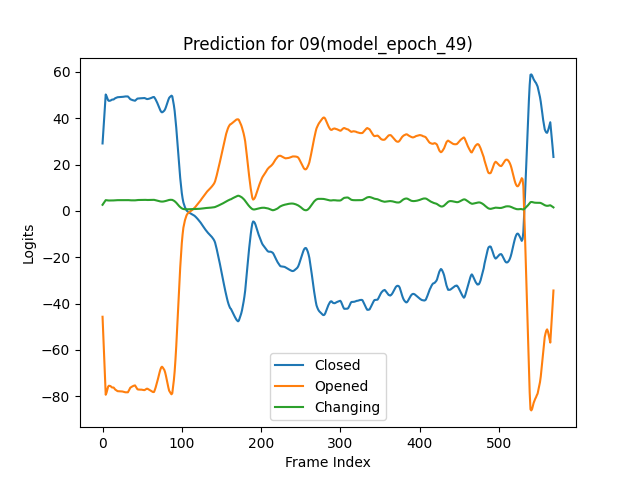 Prediction for 09(model_epoch_49)
60
40
20
0
−20
−40
−60
−80
Logits
Closed
Opened
Changing
0
100
200
300
400
500
Frame Index